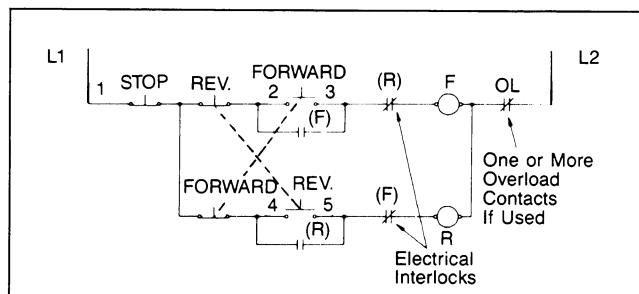 L1
L2
FORWARD
1 STOP REV. 2 3 (R) F OL
(F)
One or More
Overload
Contacts
If Used
FORWARD REV.
4 5 (F)
(R) R
Electrical
Interlocks